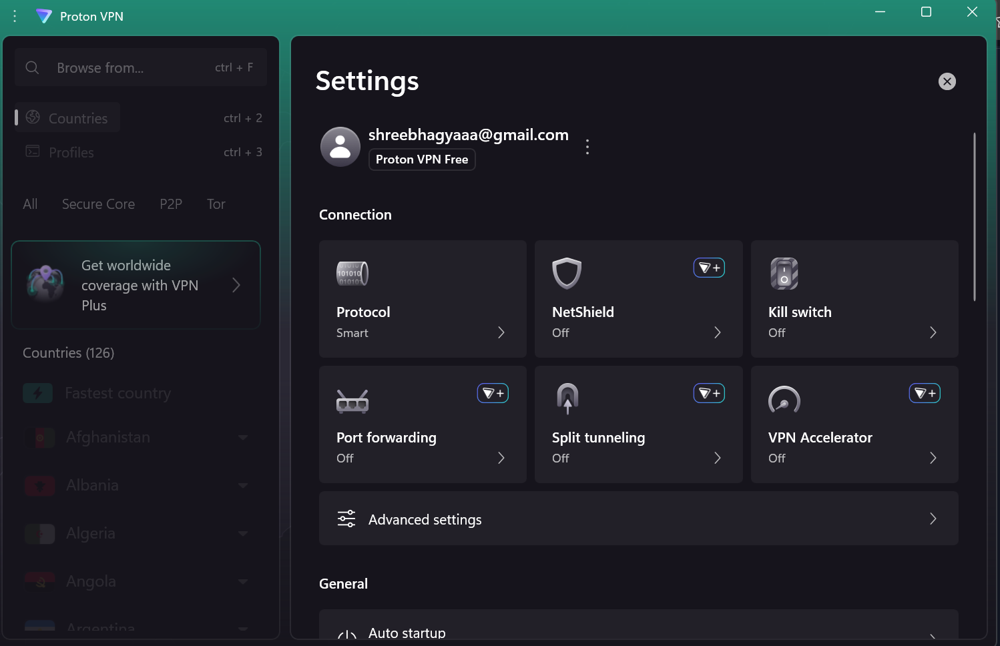 Proton VPN
Browse from...
ctrl + F
Countries
ctrl + 2
Profiles
ctrl + 3
All
Secure Core
P2P
Tor
Get worldwide
coverage with VPN
Plus
Countries (126)
Fastest country
Afghanistan
Albania
Algeria
Angola
Argentina
Settings
shreebhagyaaa@gmail.com
Proton VPN Free
Connection
Protocol
Smart
NetShield
Off
Kill switch
Off
Port forwarding
Off
Split tunneling
Off
VPN Accelerator
Off
Advanced settings
General
Auto startup